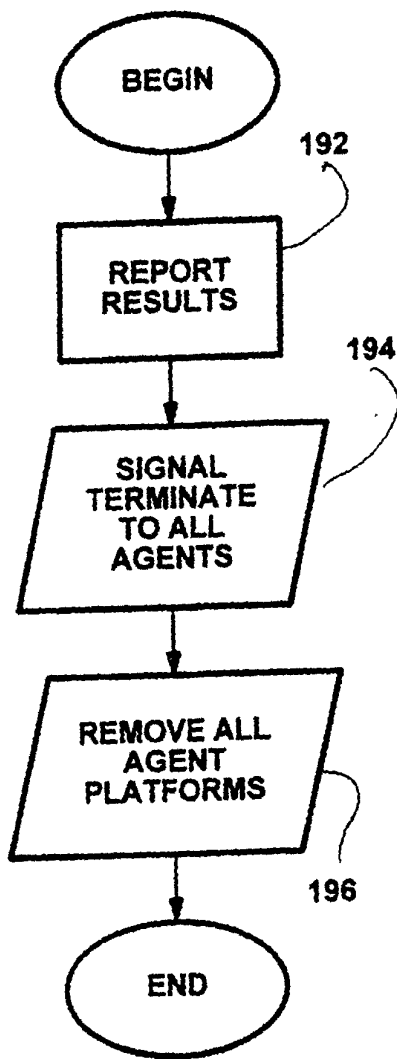 BEGIN
192
REPORT
RESULTS
194
SIGNAL
TERMINATE
TO ALL
AGENTS
REMOVE ALL
AGENT
PLATFORMS
196
END